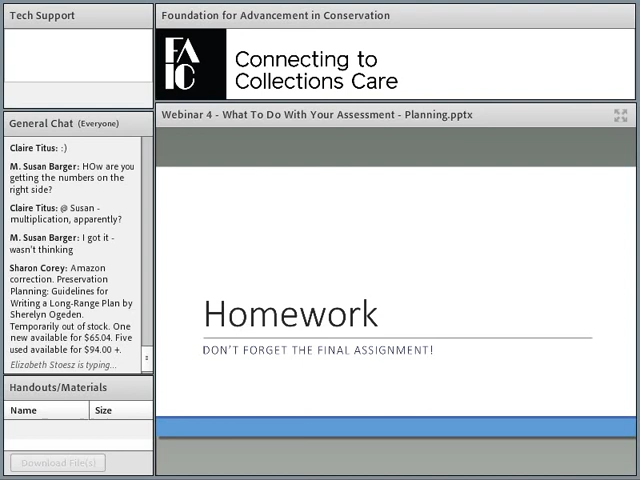 Tech Support
Foundation for Advancement in Conservation
FAIC
Connecting to
Collections Care
General Chat (Everyone)
Claire Titus: :)
M. Susan Barger: HOw are you
getting the numbers on the
right side?
Claire Titus: @ Susan -
multiplication, apparently?
M. Susan Barger: I got it -
wasn't thinking
Sharon Corey: Amazon
correction. Preservation
Planning: Guidelines for
Writing a Long-Range Plan by
Sherelyn Ogeden.
Temporarily out of stock. One
new available for $65.04. Five
used available for $94.00 +.
Elizabeth Stoesz is typing...
Webinar 4 - What To Do With Your Assessment - Planning.pptx
Homework
DON'T FORGET THE FINAL ASSIGNMENT!
Handouts/Materials
Name Size
Download File(s)